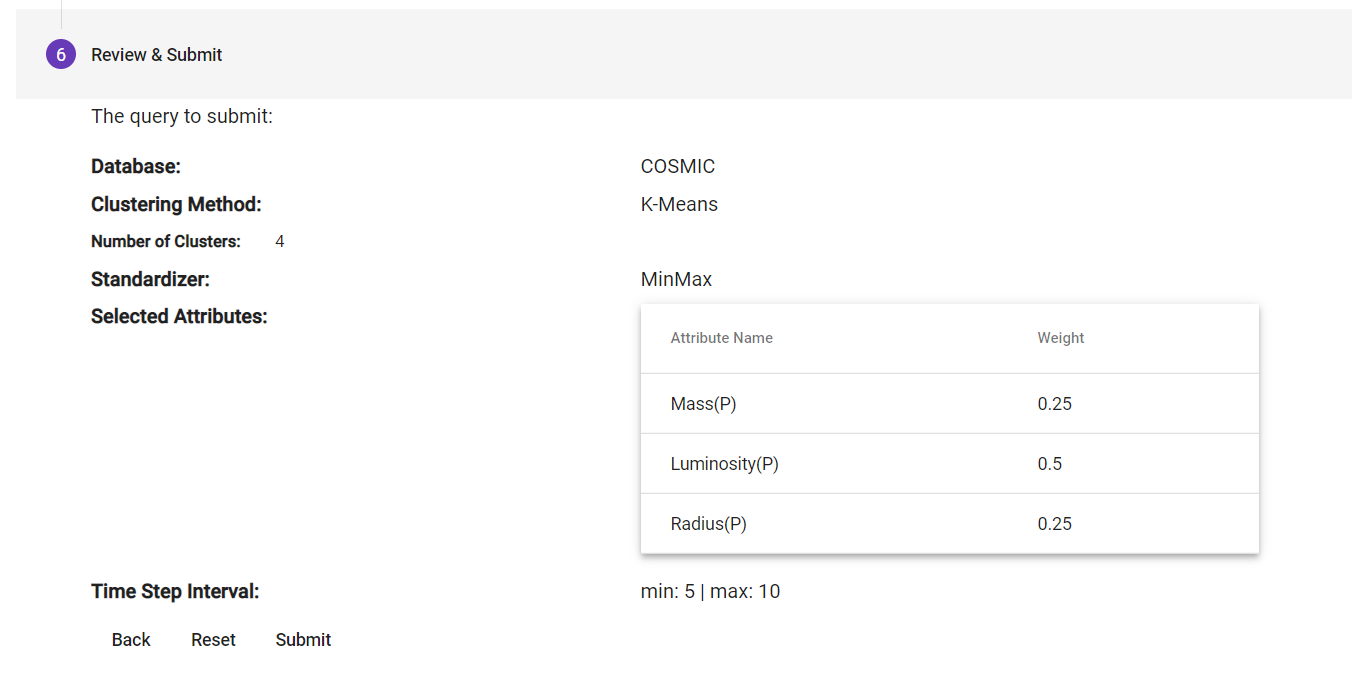 6 Review & Submit
The query to submit:
Database: COSMIC
Clustering Method: K-Means
Number of Clusters: 4
Standardizer: MinMax
Selected Attributes:
Attribute Name Weight
Mass(P) 0.25
Luminosity(P) 0.5
Radius(P) 0.25
Time Step Interval: min: 5 | max: 10
Back Reset Submit